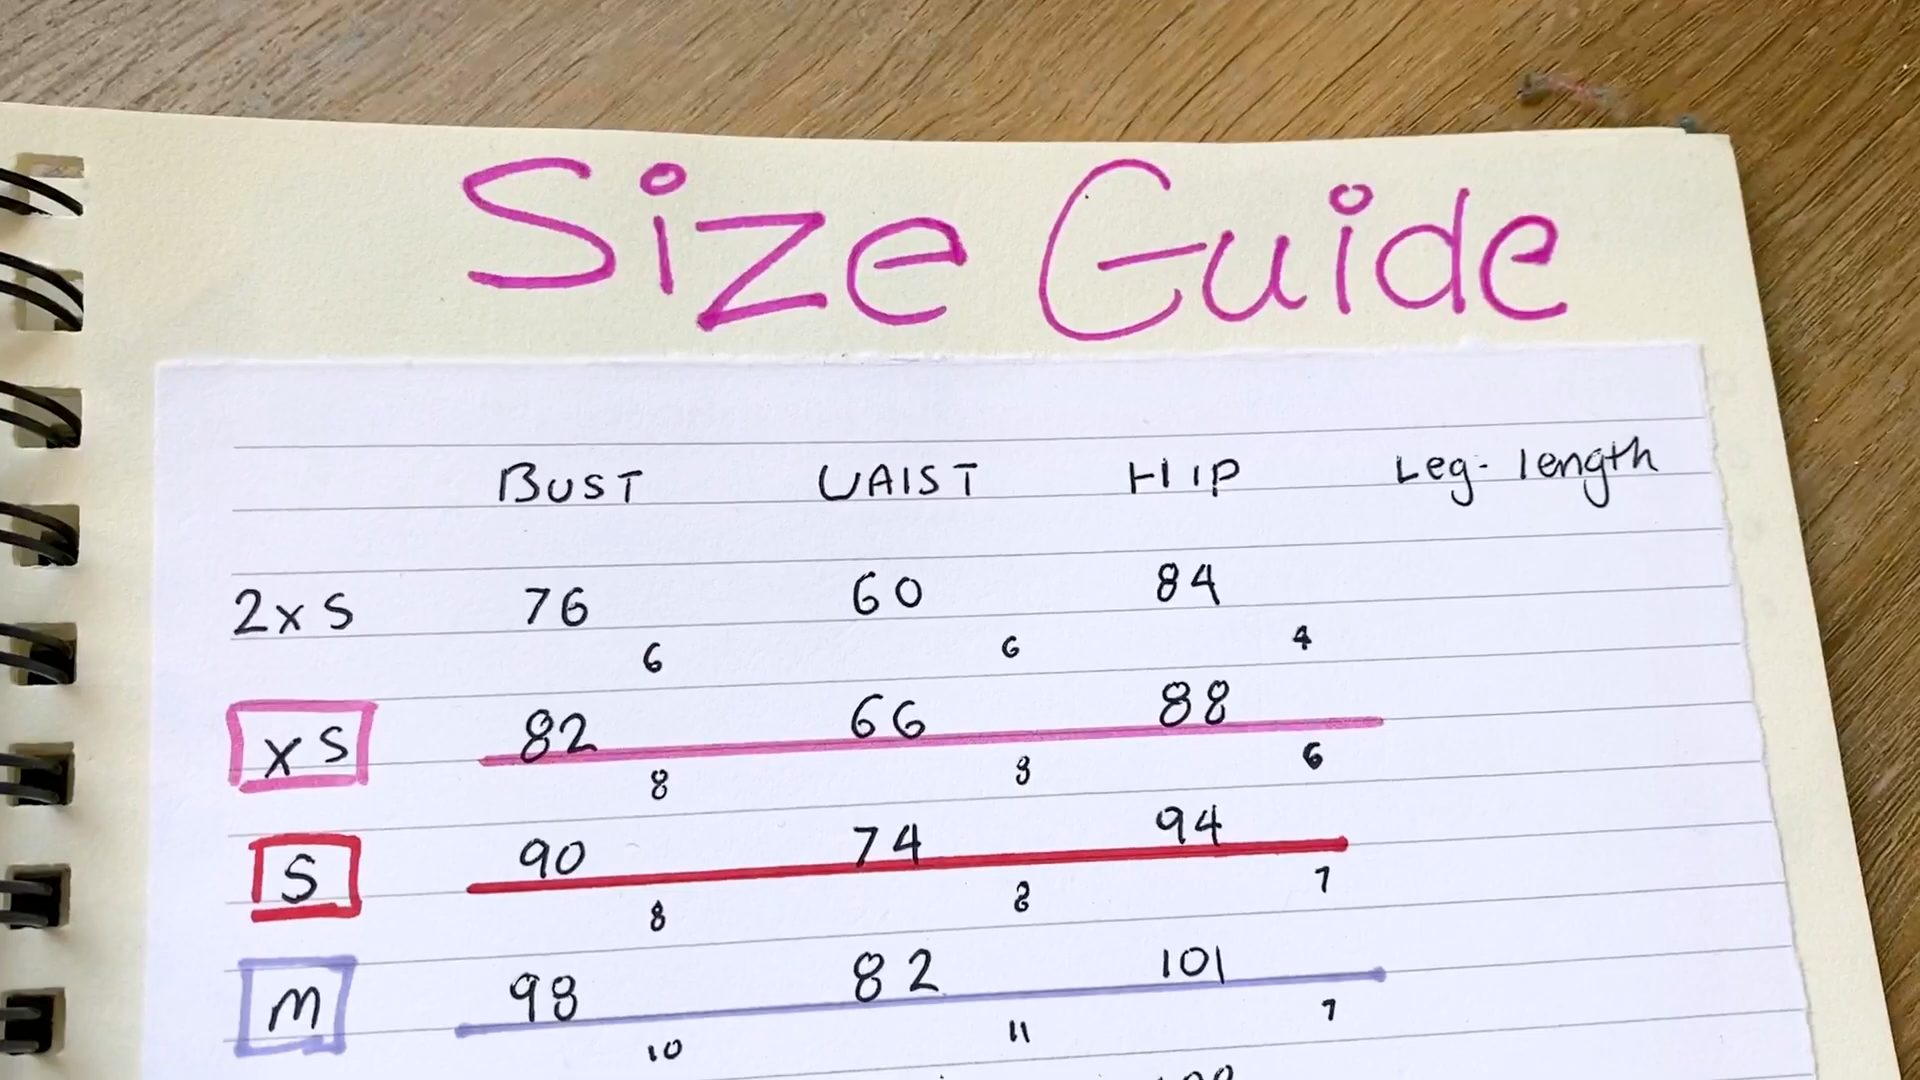 Size Guide
BUST WAIST HIP Leg-length
2xS 76 60 84
6 6 4
XS 82 66 88
8 8 6
S 90 74 94
8 8 7
M 98 82 101
10 11 7